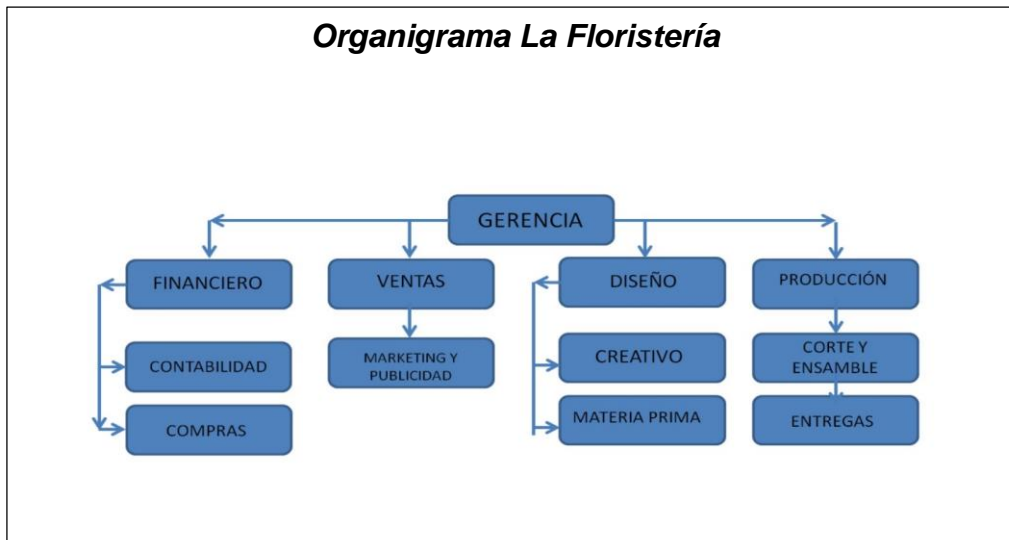 Organigrama La Floristería
GERENCIA
FINANCIERO
VENTAS
DISEÑO
PRODUCCIÓN
CONTABILIDAD
MARKETING Y
PUBLICIDAD
CREATIVO
CORTE Y
ENSAMBLE
COMPRAS
MATERIA PRIMA
ENTREGAS